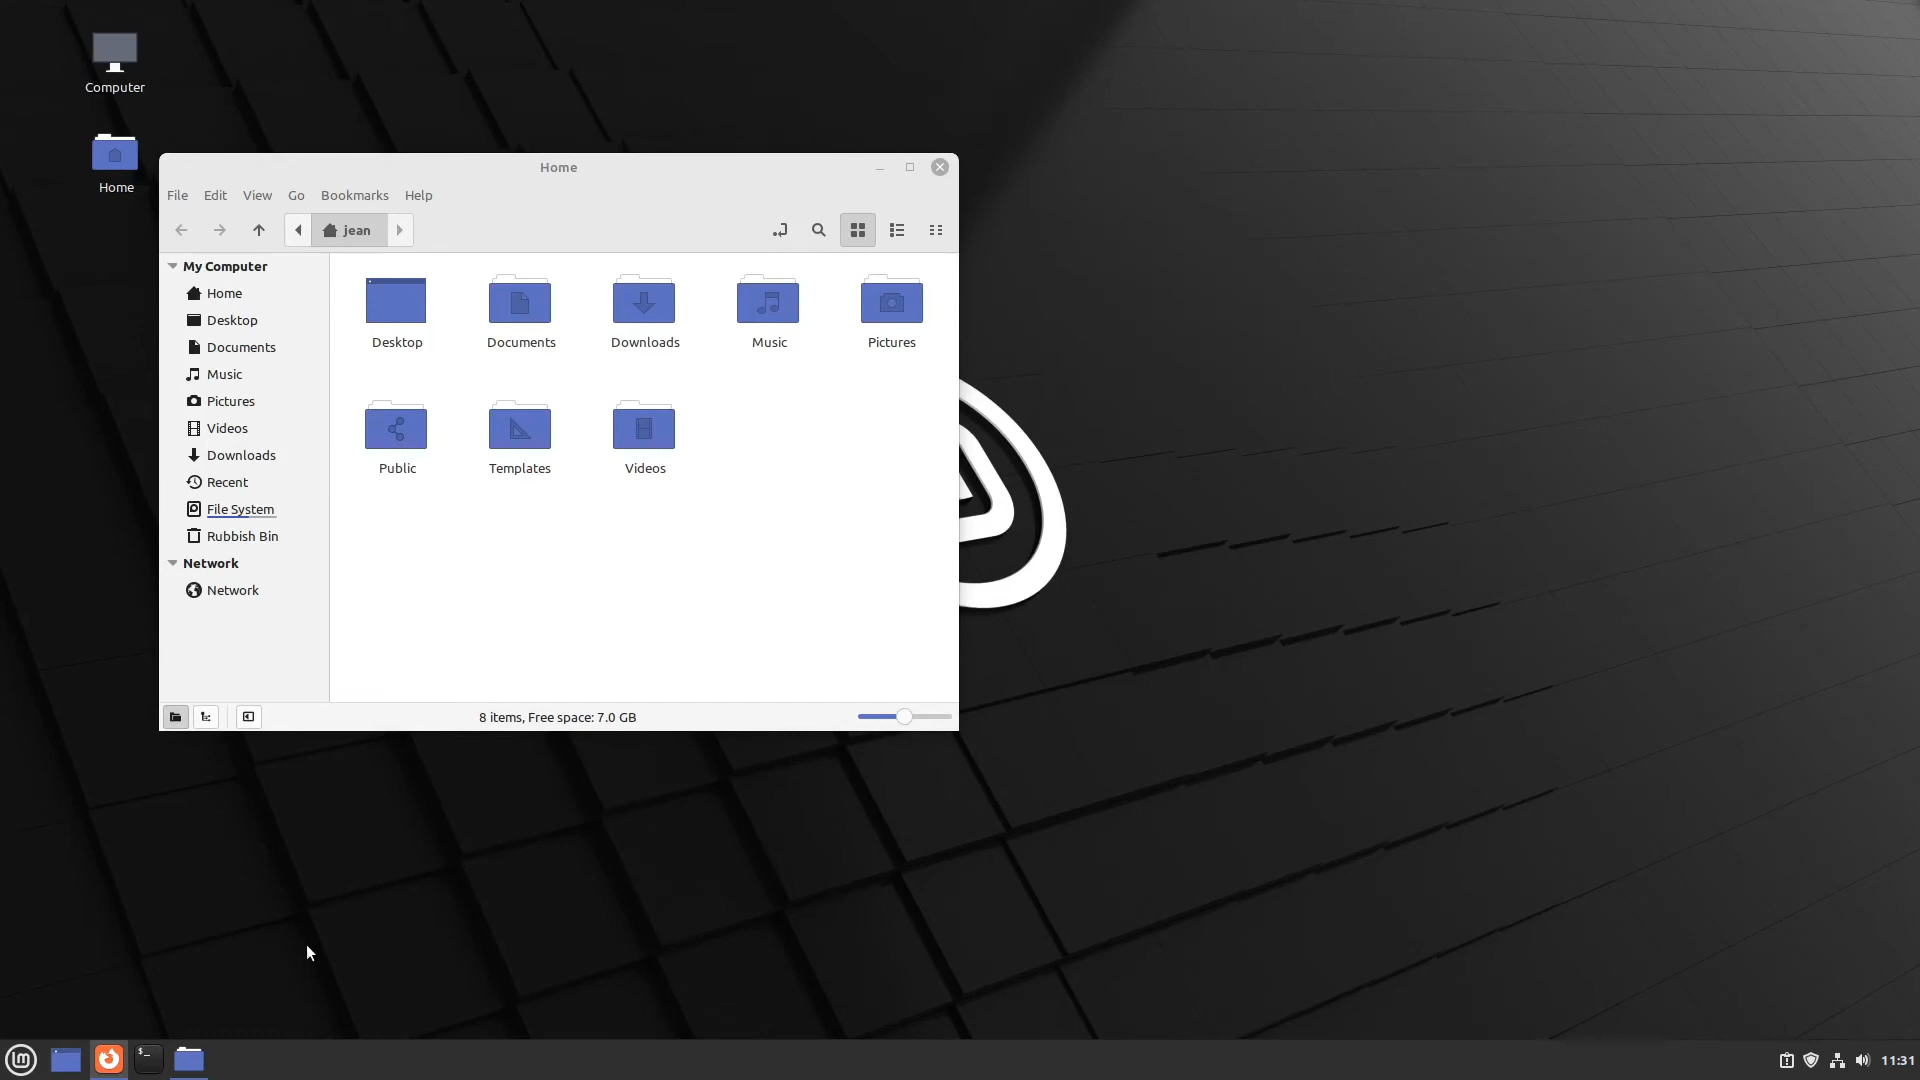 Computer
Home
Home
File Edit View Go Bookmarks Help
jean
My Computer
Home
Desktop
Documents
Music
Pictures
Videos
Downloads
Recent
File System
Rubbish Bin
Network
Network
Desktop Documents Downloads Music Pictures
Public Templates Videos
8 items, Free space: 7.0 GB
11:31